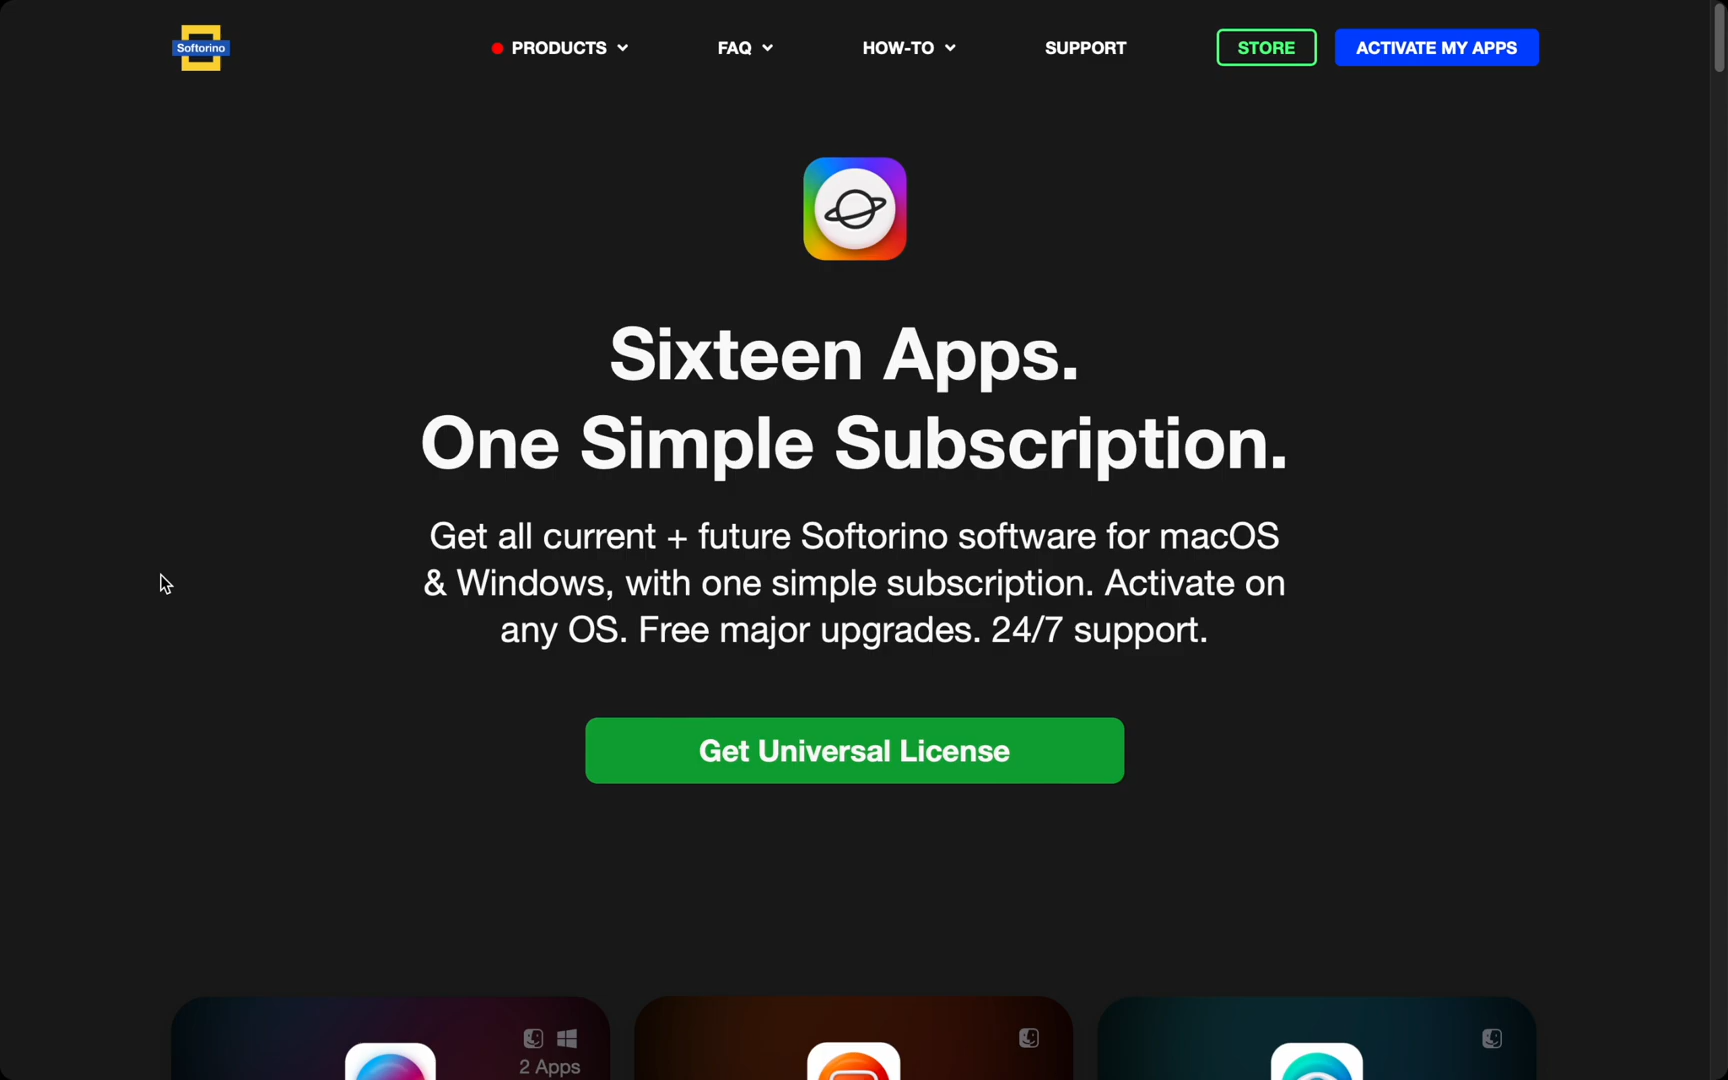 Softorino
PRODUCTS
FAQ
HOW-TO
SUPPORT
STORE
ACTIVATE MY APPS
Sixteen Apps.
One Simple Subscription.
Get all current + future Softorino software for macOS
& Windows, with one simple subscription. Activate on
any OS. Free major upgrades. 24/7 support.
Get Universal License
2 Apps